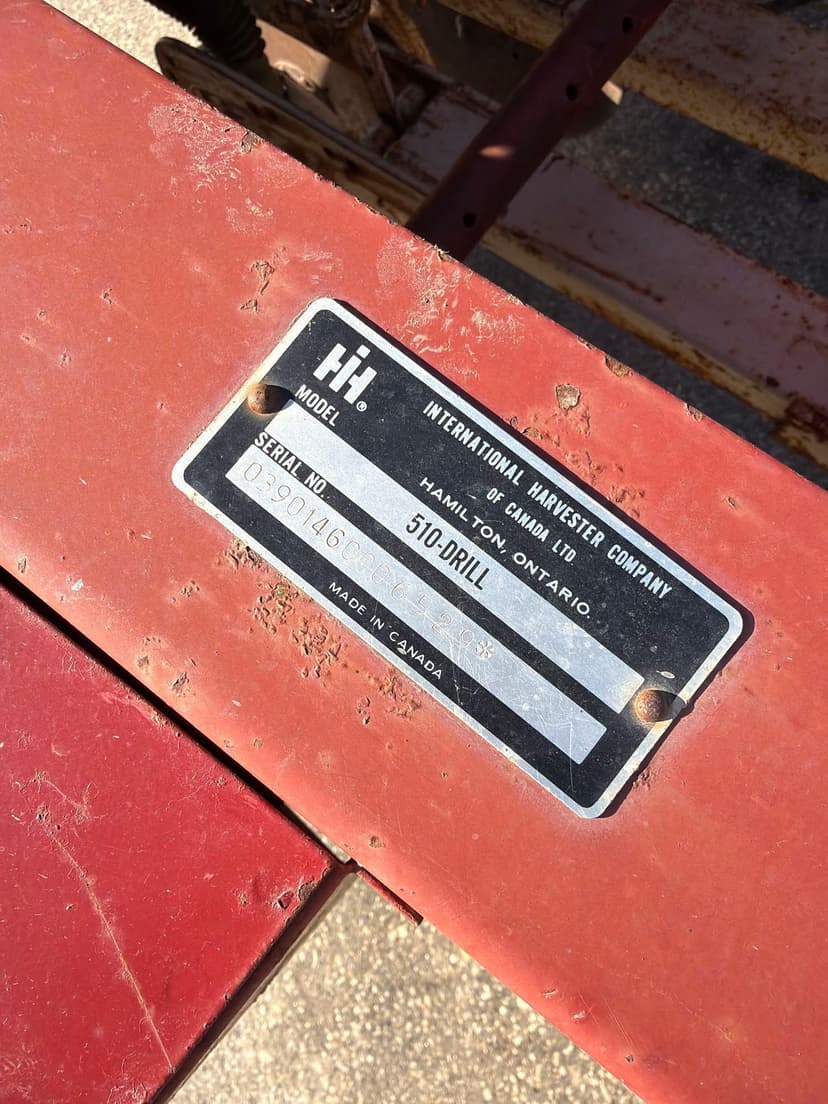 IH®
INTERNATIONAL HARVESTER COMPANY
OF CANADA LTD
HAMILTON, ONTARIO.
MODEL
510-DRILL
SERIAL NO.
MADE IN CANADA